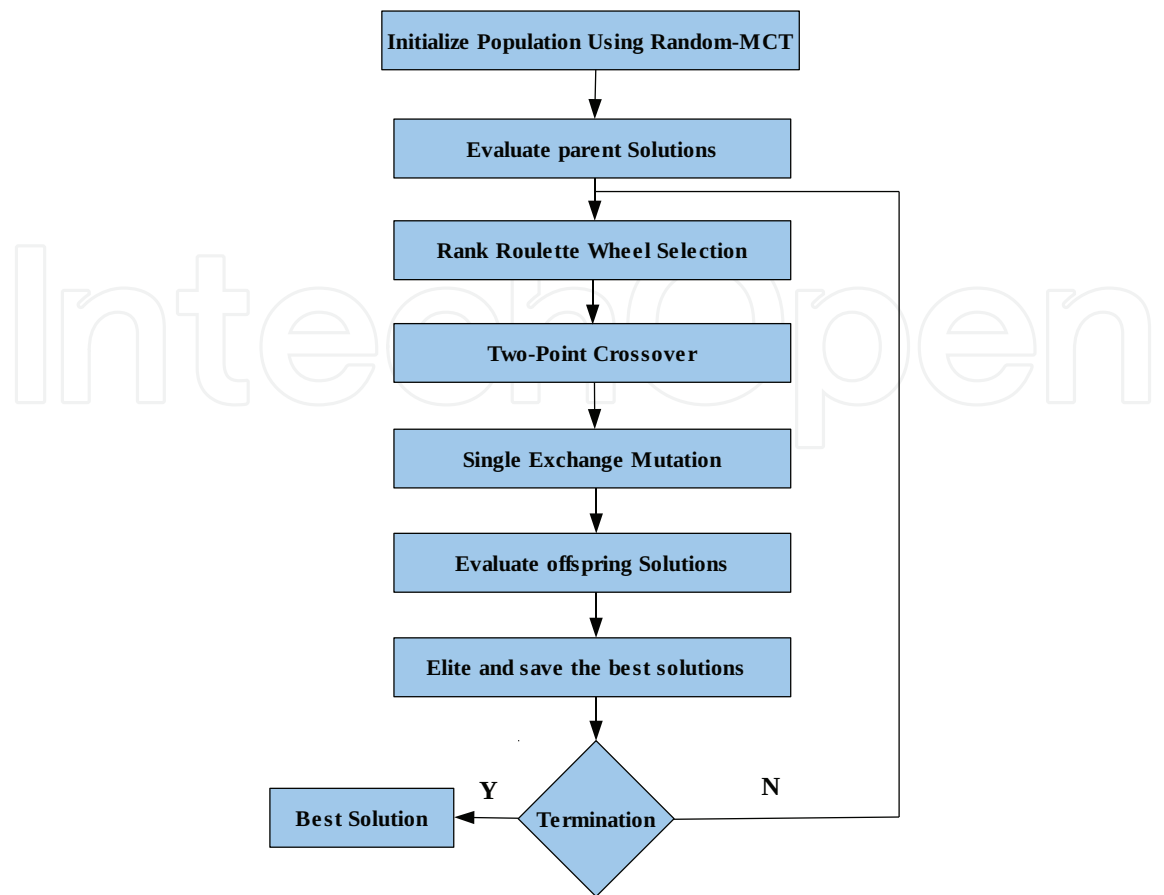 Initialize Population Using Random-MCT
Evaluate parent Solutions
Rank Roulette Wheel Selection
IntechOpen
Two-Point Crossover
Single Exchange Mutation
Evaluate offspring Solutions
Elite and save the best solutions
Y
N
Best Solution
Termination